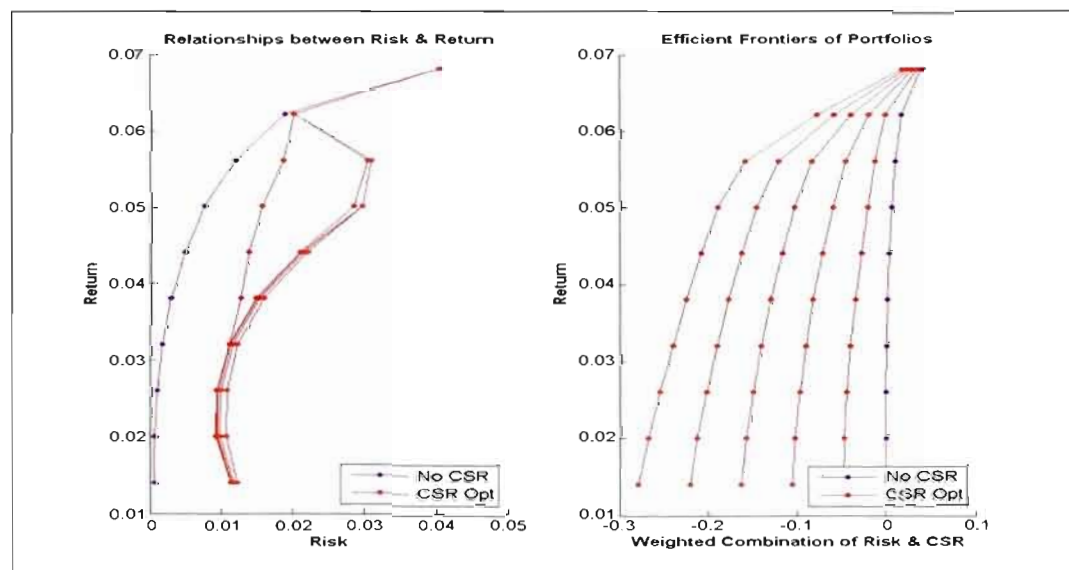 Relationships between Risk & Return
0.07
0.06
0.05
0.04
0.03
0.02
0.01
Return
0
0.01
0.02
0.03
0.04
0.05
Risk
No CSR
CSR Opt
Efficient Frontiers of Portfolios
0.07
0.06
0.05
0.04
0.03
0.02
0.01
Return
-0.3
-0.2
-0.1
0
0.1
Weighted Combination of Risk & CSR
No CSR
CSR Opt